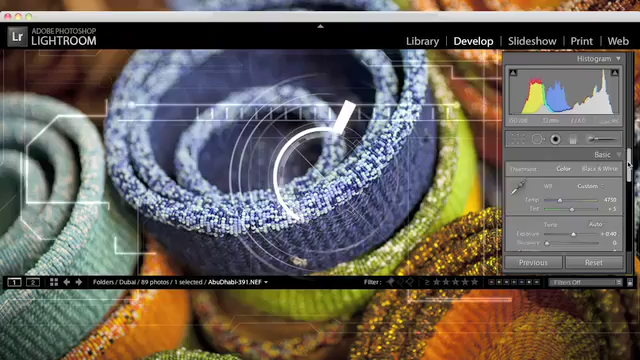 Lr ADOBE PHOTOSHOP
LIGHTROOM
Library | Develop | Slideshow | Print | Web
Histogram
Basic
Treatment: Color Black & White
WB: Custom
Temp 4750
Tint + 5
Tone Auto
Exposure + 0.40
0
Previous Reset
1 2 Folders / Dubai / 89 photos / 1 selected / AbuDhabi-391.NEF
Filter: Filters Off